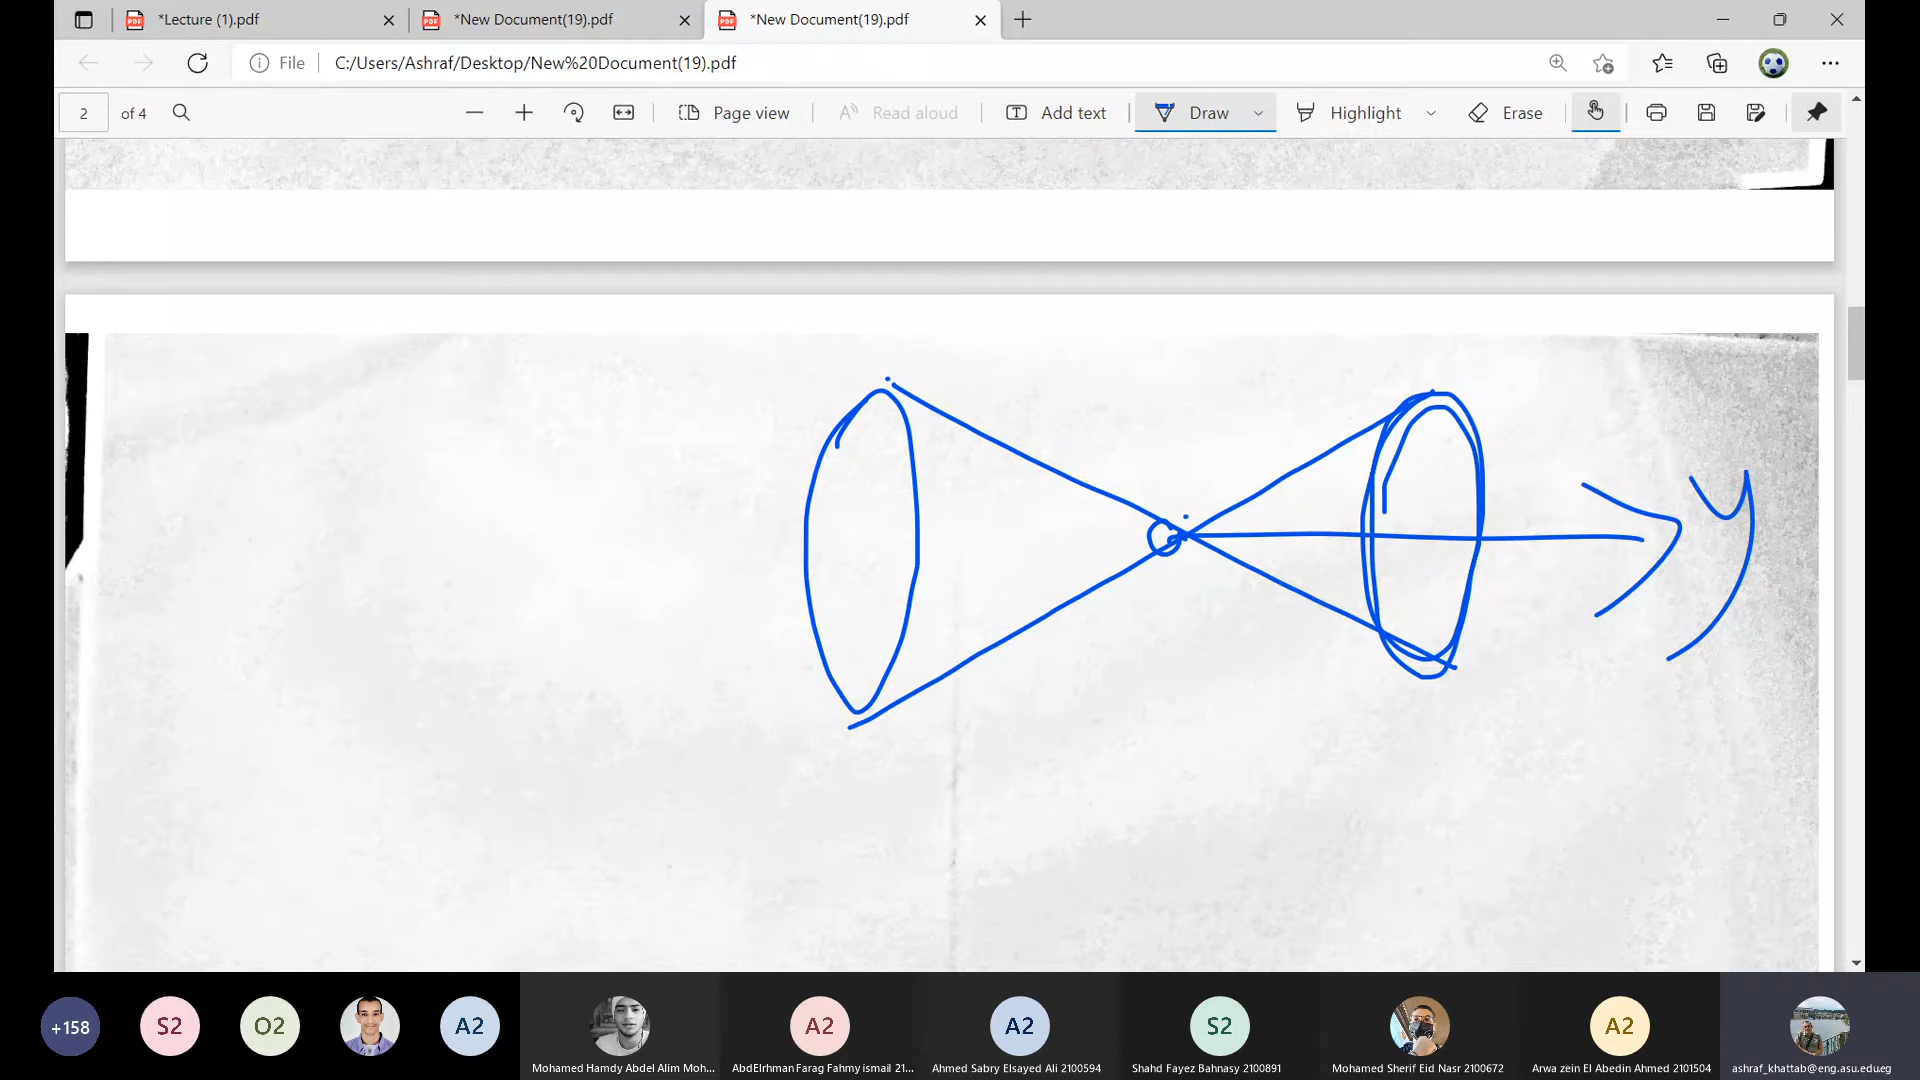 *Lecture (1).pdf
*New Document(19).pdf
*New Document(19).pdf
File
C:/Users/Ashraf/Desktop/New%20Document(19).pdf
2 of 4
Page view
Read aloud
Add text
Draw
Highlight
Erase
y
+158
S2
O2
A2
A2
A2
S2
A2
Mohamed Hamdy Abdel Alim Moh...
AbdElrhman Farag Fahmy ismail 21...
Ahmed Sabry Elsayed Ali 2100594
Shahd Fayez Bahnasy 2100891
Mohamed Sherif Eid Nasr 2100672
Arwa zein El Abedin Ahmed 2101504
ashraf_khattab@eng.asu.edu.eg